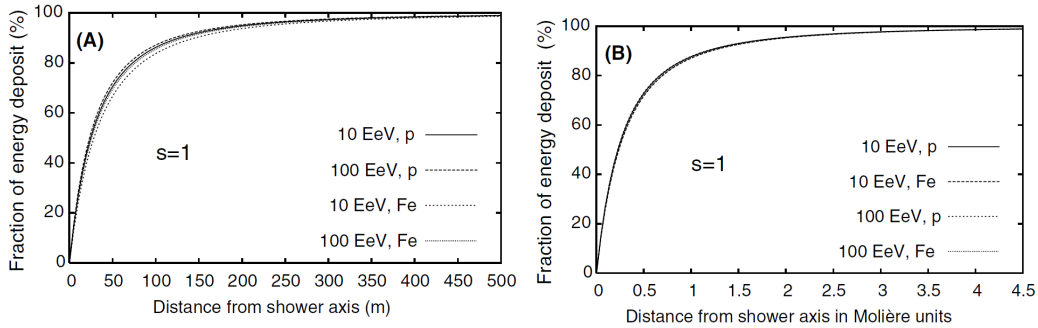 (A)
Fraction of energy deposit (%)
100
80
60
40
20
0
s=1
10 EeV, p
100 EeV, p
10 EeV, Fe
100 EeV, Fe
0 50 100 150 200 250 300 350 400 450 500
Distance from shower axis (m)
(B)
Fraction of energy deposit (%)
100
80
60
40
20
0
s=1
10 EeV, p
10 EeV, Fe
100 EeV, p
100 EeV, Fe
0 0.5 1 1.5 2 2.5 3 3.5 4 4.5
Distance from shower axis in Molière units